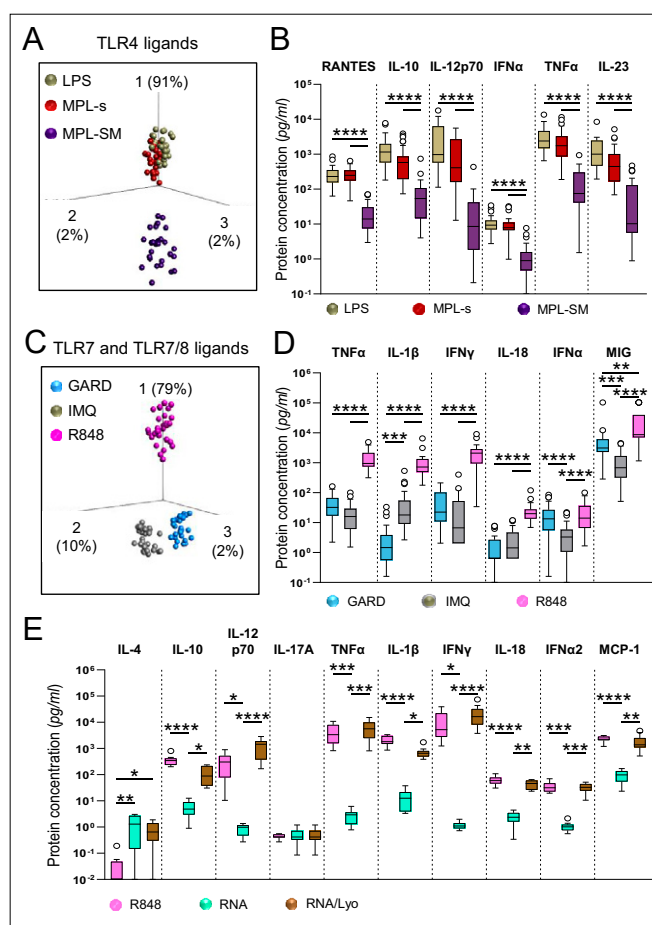 A
TLR4 ligands
LPS
MPL-s
MPL-SM
1 (91%)
2
(2%)
3
(2%)
B
RANTES IL-10 IL-12p70 IFNα TNFα IL-23
Protein concentration (pg/ml)
10⁵
10⁴
10³
10²
10¹
10⁰
10⁻¹
**** **** **** **** **** ****
LPS MPL-s MPL-SM
C
TLR7 and TLR7/8 ligands
GARD
IMQ
R848
1 (79%)
2
(10%)
3
(2%)
D
TNFα IL-1β IFNγ IL-18 IFNα MIG
Protein concentration (pg/ml)
10⁶
10⁵
10⁴
10³
10²
10¹
10⁰
10⁻¹
**
**** **** **** *** ****
***
**** **** ****
GARD IMQ R848
E
IL-4 IL-10 IL-12 p70 IL-17A TNFα IL-1β IFNγ IL-18 IFNα2 MCP-1
Protein concentration (pg/ml)
10⁶
10⁵
10⁴
10³
10²
10¹
10⁰
10⁻¹
10⁻²
*** *
* *** **** **** ****
**** **** * **** *** **
* ** ***
*
**
R848 RNA RNA/Lyo